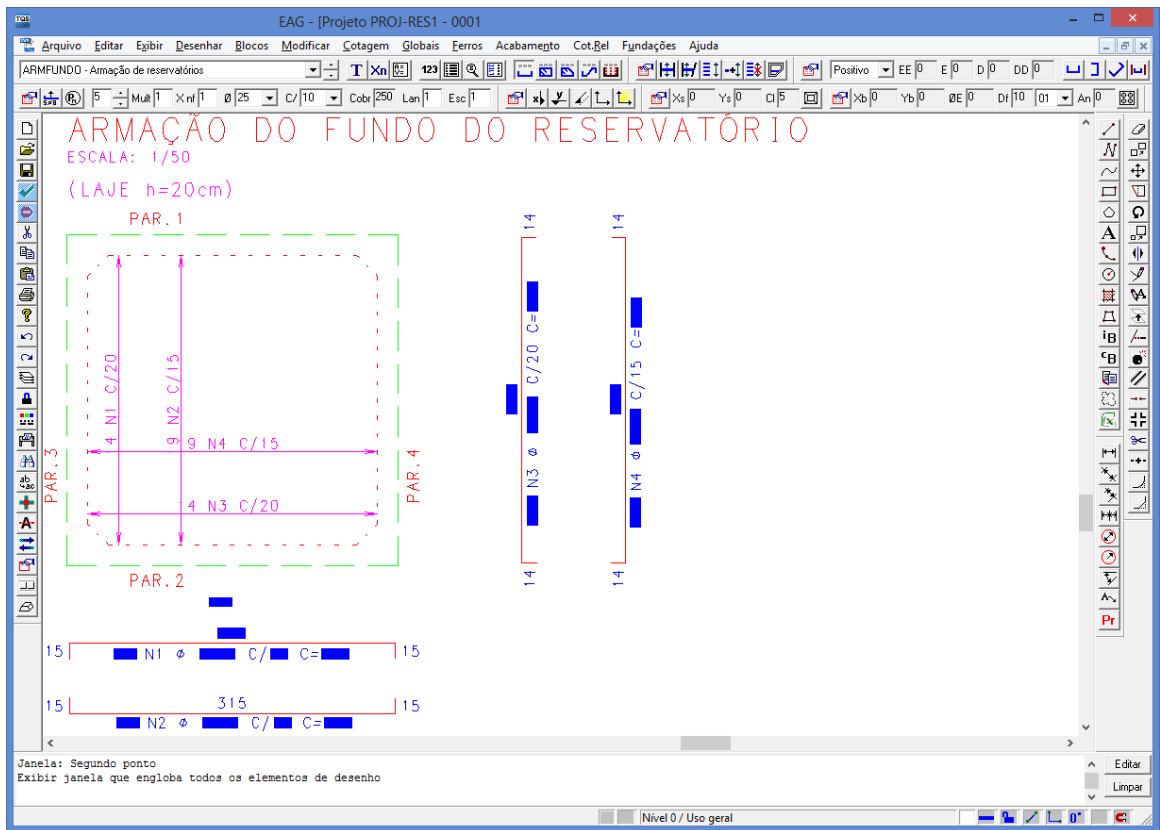 TQS
EAG - [Projeto PROJ-RES1 - 0001
Arquivo Editar Exibir Desenhar Blocos Modificar Cotagem Globais Ferros Acabamento Cot.Rel Fundações Ajuda
ARMFUNDO - Armação de reservatórios T Xn 123 Positivo EE 0 E 0 D 0 DD 0
5 Mult 1 X nf 1 Ø 25 C/ 10 Cobr 250 Lan 1 Esc 1 Xs 0 Ys 0 Cl 5 Xb 0 Yb 0 ØE 0 Df 10 01 An 0
ARMAÇÃO DO FUNDO DO RESERVATÓRIO
ESCALA: 1/50
(LAJE h=20cm)
PAR.1
PAR.3
PAR.4
PAR.2
4 N1 C/20
9 N2 C/15
9 N4 C/15
4 N3 C/20
14
14
N3 ø C/20 C=
N4 ø C/15 C=
14
14
15 N1 ø C/ C= 15
15 315 15
N2 ø C/ C=
Janela: Segundo ponto
Exibir janela que engloba todos os elementos de desenho
Editar
Limpar
Nível 0 / Uso geral